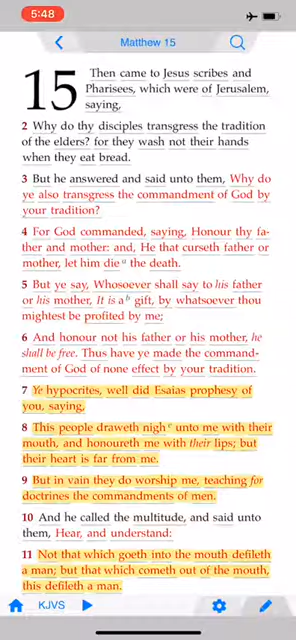 5:48
Matthew 15
15 Then came to Jesus scribes and
Pharisees, which were of Jerusalem,
saying,
2 Why do thy disciples transgress the tradition
of the elders? for they wash not their hands
when they eat bread.
3 But he answered and said unto them, Why do
ye also transgress the commandment of God by
your tradition?
4 For God commanded, saying, Honour thy fa-
ther and mother: and, He that curseth father or
mother, let him die a the death.
5 But ye say, Whosoever shall say to his father
or his mother, It is a b gift, by whatsoever thou
mightest be profited by me;
6 And honour not his father or his mother, he
shall be free. Thus have ye made the command-
ment of God of none effect by your tradition.
7 Ye hypocrites, well did Esaias prophesy of
you, saying,
8 This people draweth nigh e unto me with their
mouth, and honoureth me with their lips; but
their heart is far from me.
9 But in vain they do worship me, teaching for
doctrines the commandments of men.
10 And he called the multitude, and said unto
them, Hear, and understand:
11 Not that which goeth into the mouth defileth
a man; but that which cometh out of the mouth,
this defileth a man.
KJVS